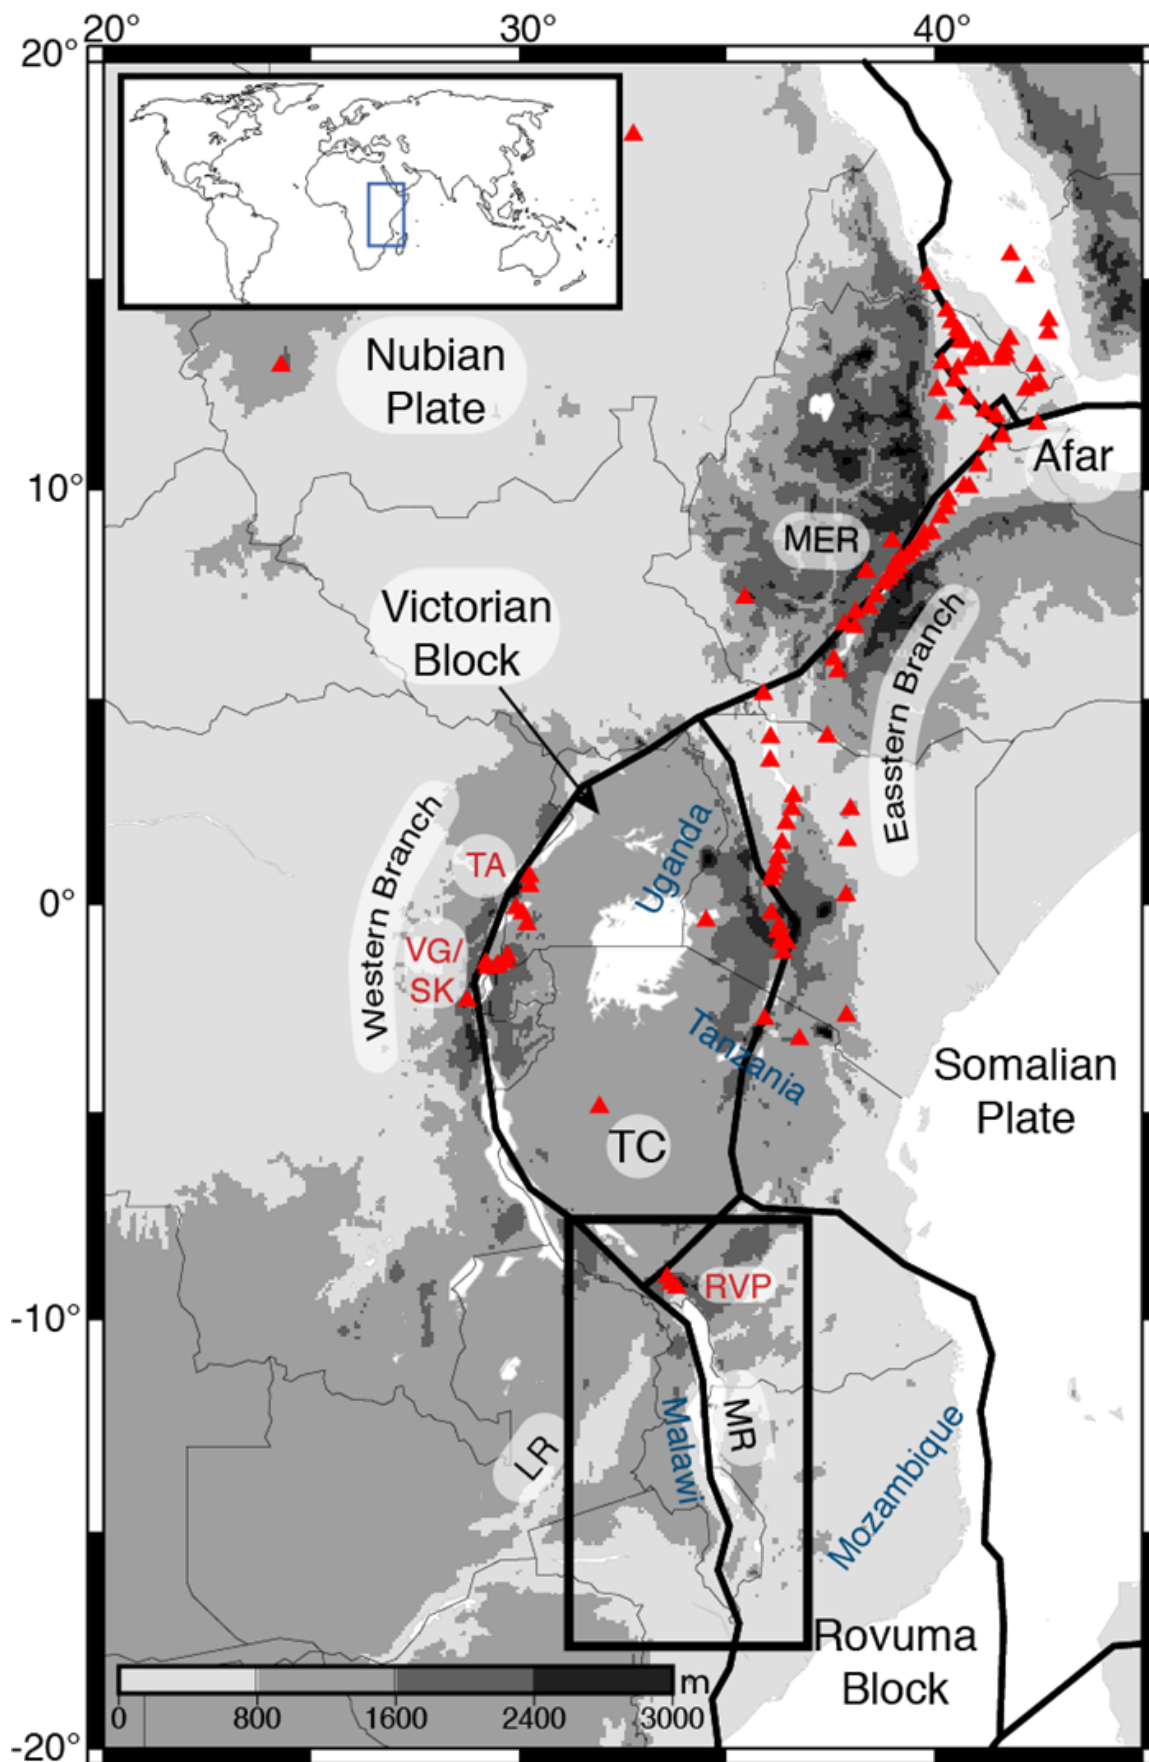 20°
30°
40°
20°
Nubian
Plate
Afar
10°
MER
Victorian
Block
Easstern Branch
Western Branch
Uganda
TA
0°
VG/
SK
Tanzania
Somalian
Plate
TC
RVP
-10°
MR
Malawi
LR
Mozambique
Rovuma
Block
m
0 800 1600 2400 3000
-20°